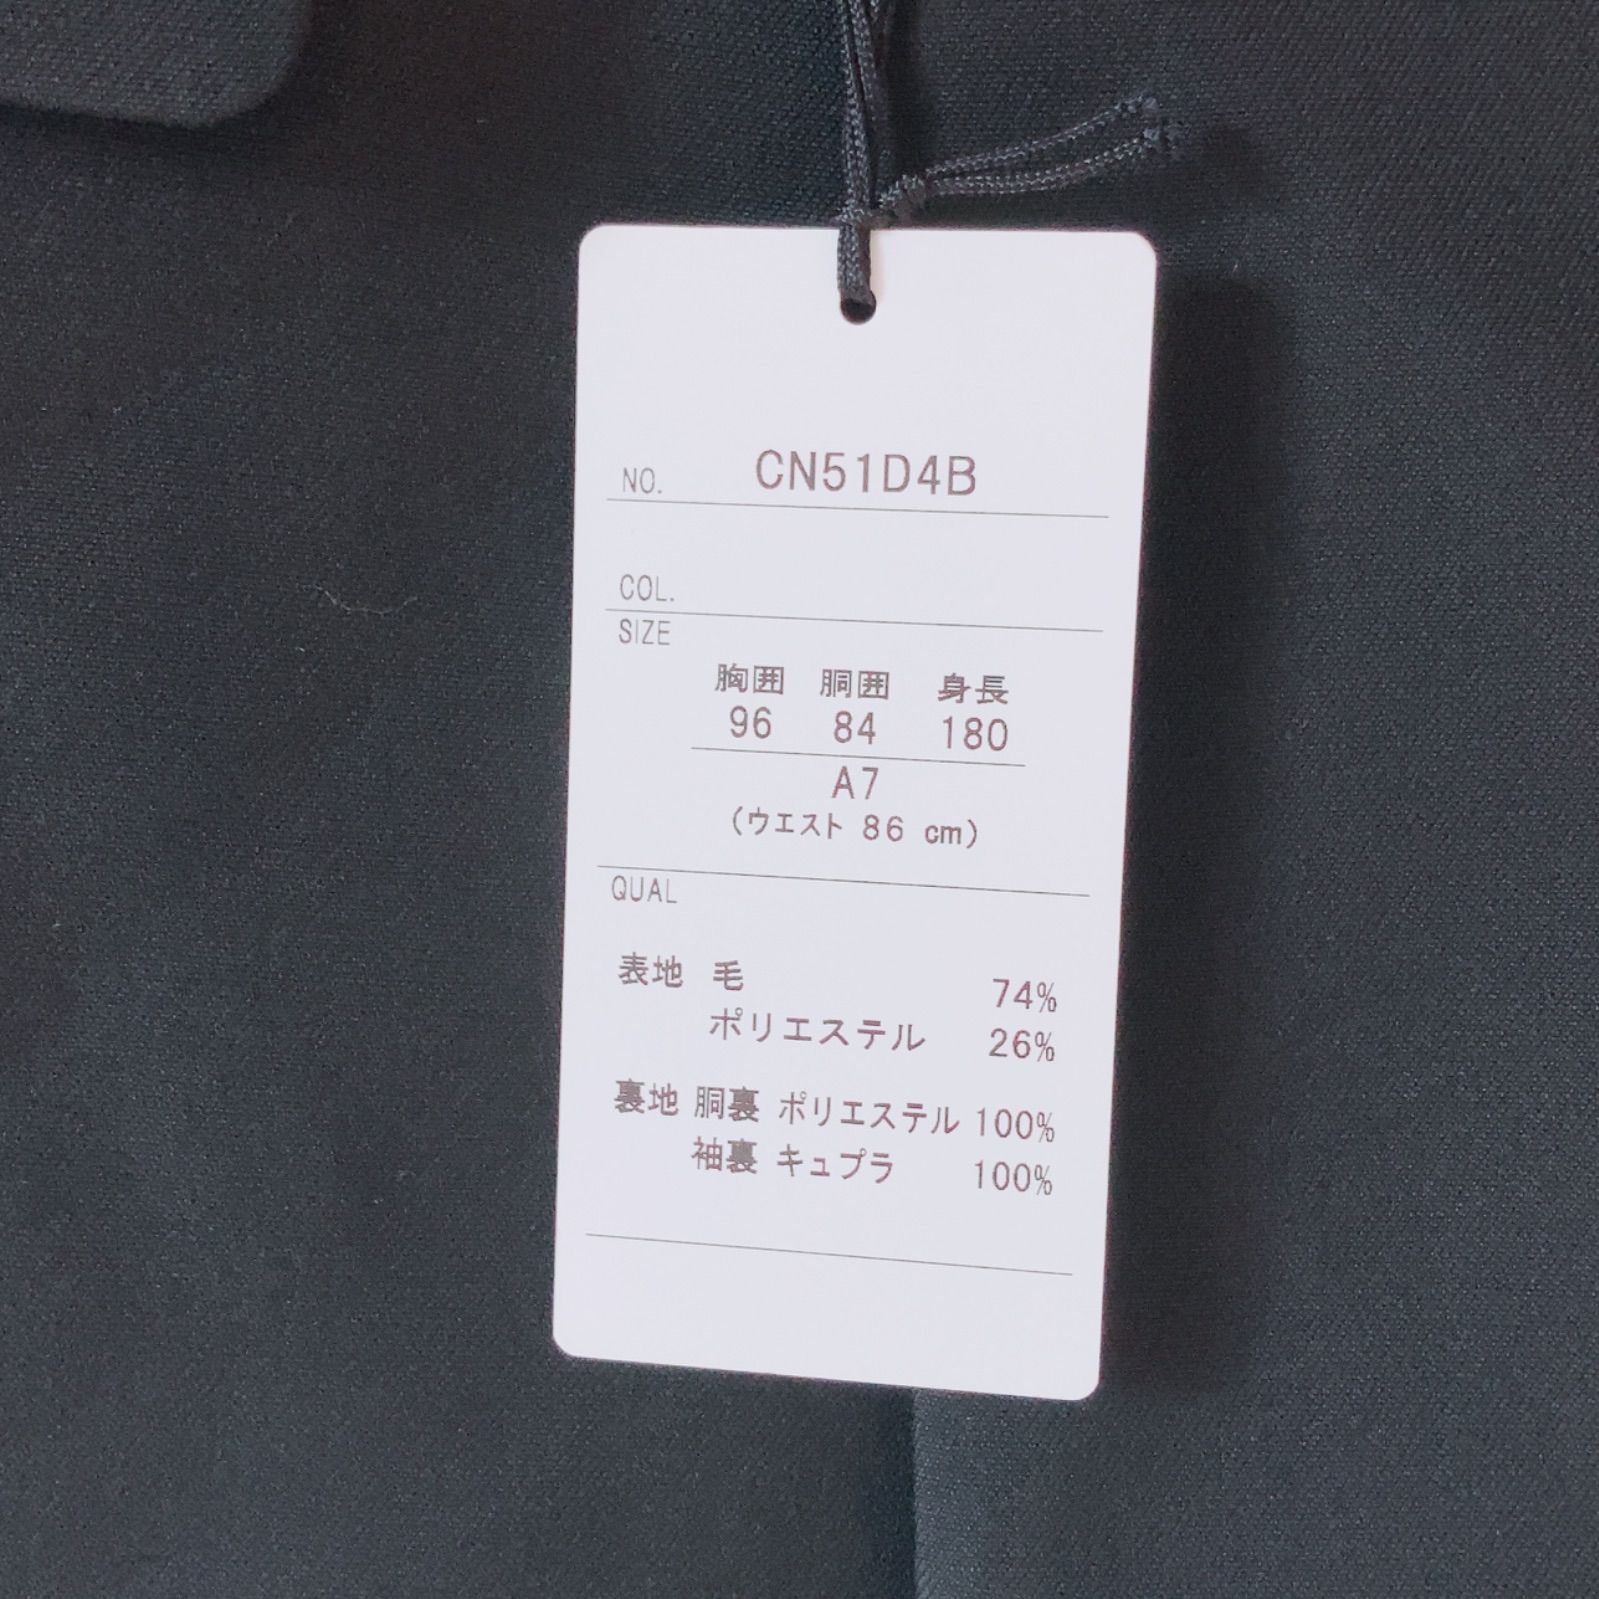 NO. CN51D4B
COL.
SIZE
胸囲 胴囲 身長
96 84 180
A7
(ウエスト 86 cm)
QUAL
表地 毛 74%
ポリエステル 26%
裏地 胴裏 ポリエステル 100%
袖裏 キュプラ 100%